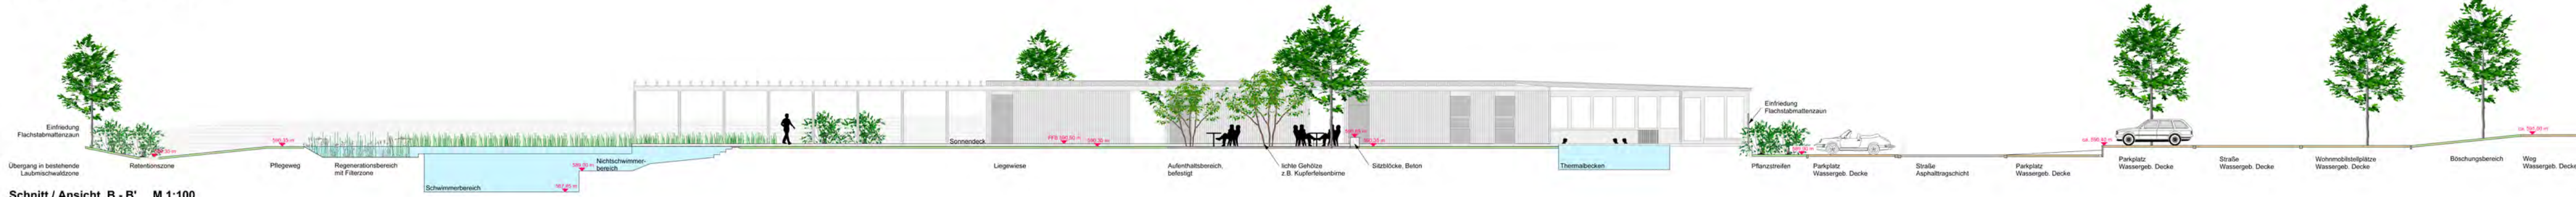 Einfriedung
Flachstabmattenzaun
Übergang in bestehende
Laubmischwaldzone
Retentionszone
Pflegeweg
Regenerationsbereich
mit Filterzone
Schwimmerbereich
Nichtschwimmer-
bereich
Sonnendeck
Liegewiese
Aufenthaltsbereich,
befestigt
lichte Gehölze
z.B. Kupferfelsenbirne
Sitzblöcke, Beton
Thermalbecken
Einfriedung
Flachstabmattenzaun
Pflanzstreifen
Parkplatz
Wassergeb. Decke
Straße
Asphalttragschicht
Parkplatz
Wassergeb. Decke
Parkplatz
Wassergeb. Decke
Straße
Wassergeb. Decke
Wohnmobilstellplätze
Wassergeb. Decke
Böschungsbereich
Weg
Wassergeb. Decke
Schnitt / Ansicht B - B' M 1:100